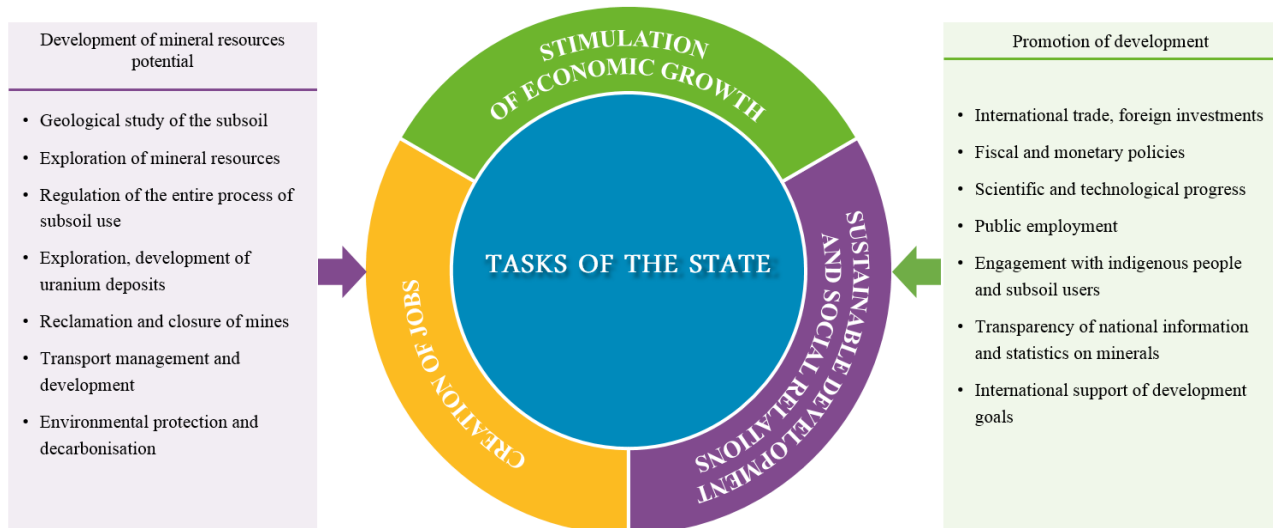 Development of mineral resources
potential
• Geological study of the subsoil
• Exploration of mineral resources
• Regulation of the entire process of
subsoil use
• Exploration, development of
uranium deposits
• Reclamation and closure of mines
• Transport management and
development
• Environmental protection and
decarbonisation
STIMULATION
OF ECONOMIC GROWTH
CREATION OF JOBS
TASKS OF THE STATE
SUSTAINABLE DEVELOPMENT
AND SOCIAL RELATIONS
Promotion of development
• International trade, foreign investments
• Fiscal and monetary policies
• Scientific and technological progress
• Public employment
• Engagement with indigenous people
and subsoil users
• Transparency of national information
and statistics on minerals
• International support of development
goals